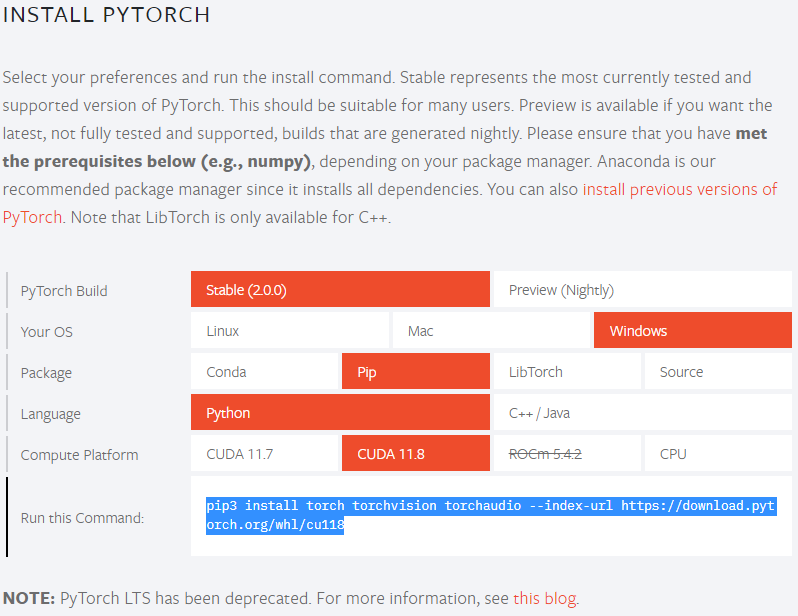 INSTALL PYTORCH
Select your preferences and run the install command. Stable represents the most currently tested and
supported version of PyTorch. This should be suitable for many users. Preview is available if you want the
latest, not fully tested and supported, builds that are generated nightly. Please ensure that you have met
the prerequisites below (e.g., numpy), depending on your package manager. Anaconda is our
recommended package manager since it installs all dependencies. You can also install previous versions of
PyTorch. Note that LibTorch is only available for C++.
PyTorch Build Stable (2.0.0) Preview (Nightly)
Your OS Linux Mac Windows
Package Conda Pip LibTorch Source
Language Python C++ / Java
Compute Platform CUDA 11.7 CUDA 11.8 ROCm 5.4.2 CPU
Run this Command: pip3 install torch torchvision torchaudio --index-url https://download.pyt
orch.org/whl/cu118
NOTE: PyTorch LTS has been deprecated. For more information, see this blog.